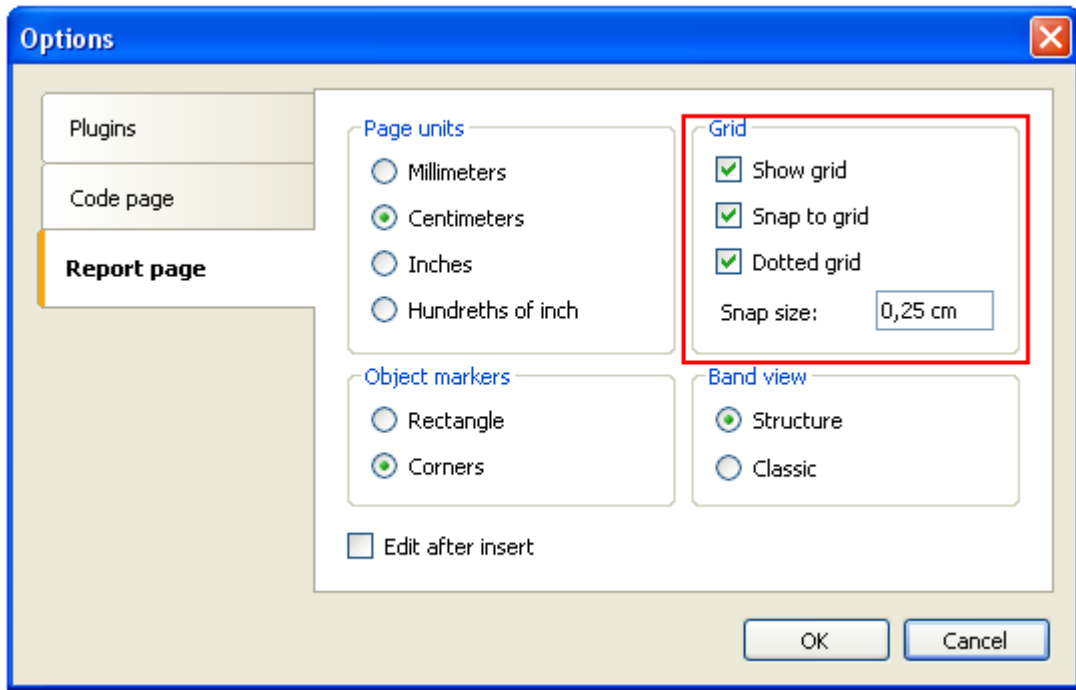 Options
Plugins
Code page
Report page
Page units
Millimeters
Centimeters
Inches
Hundreths of inch
Grid
Show grid
Snap to grid
Dotted grid
Snap size: 0,25 cm
Object markers
Rectangle
Corners
Band view
Structure
Classic
Edit after insert
OK Cancel